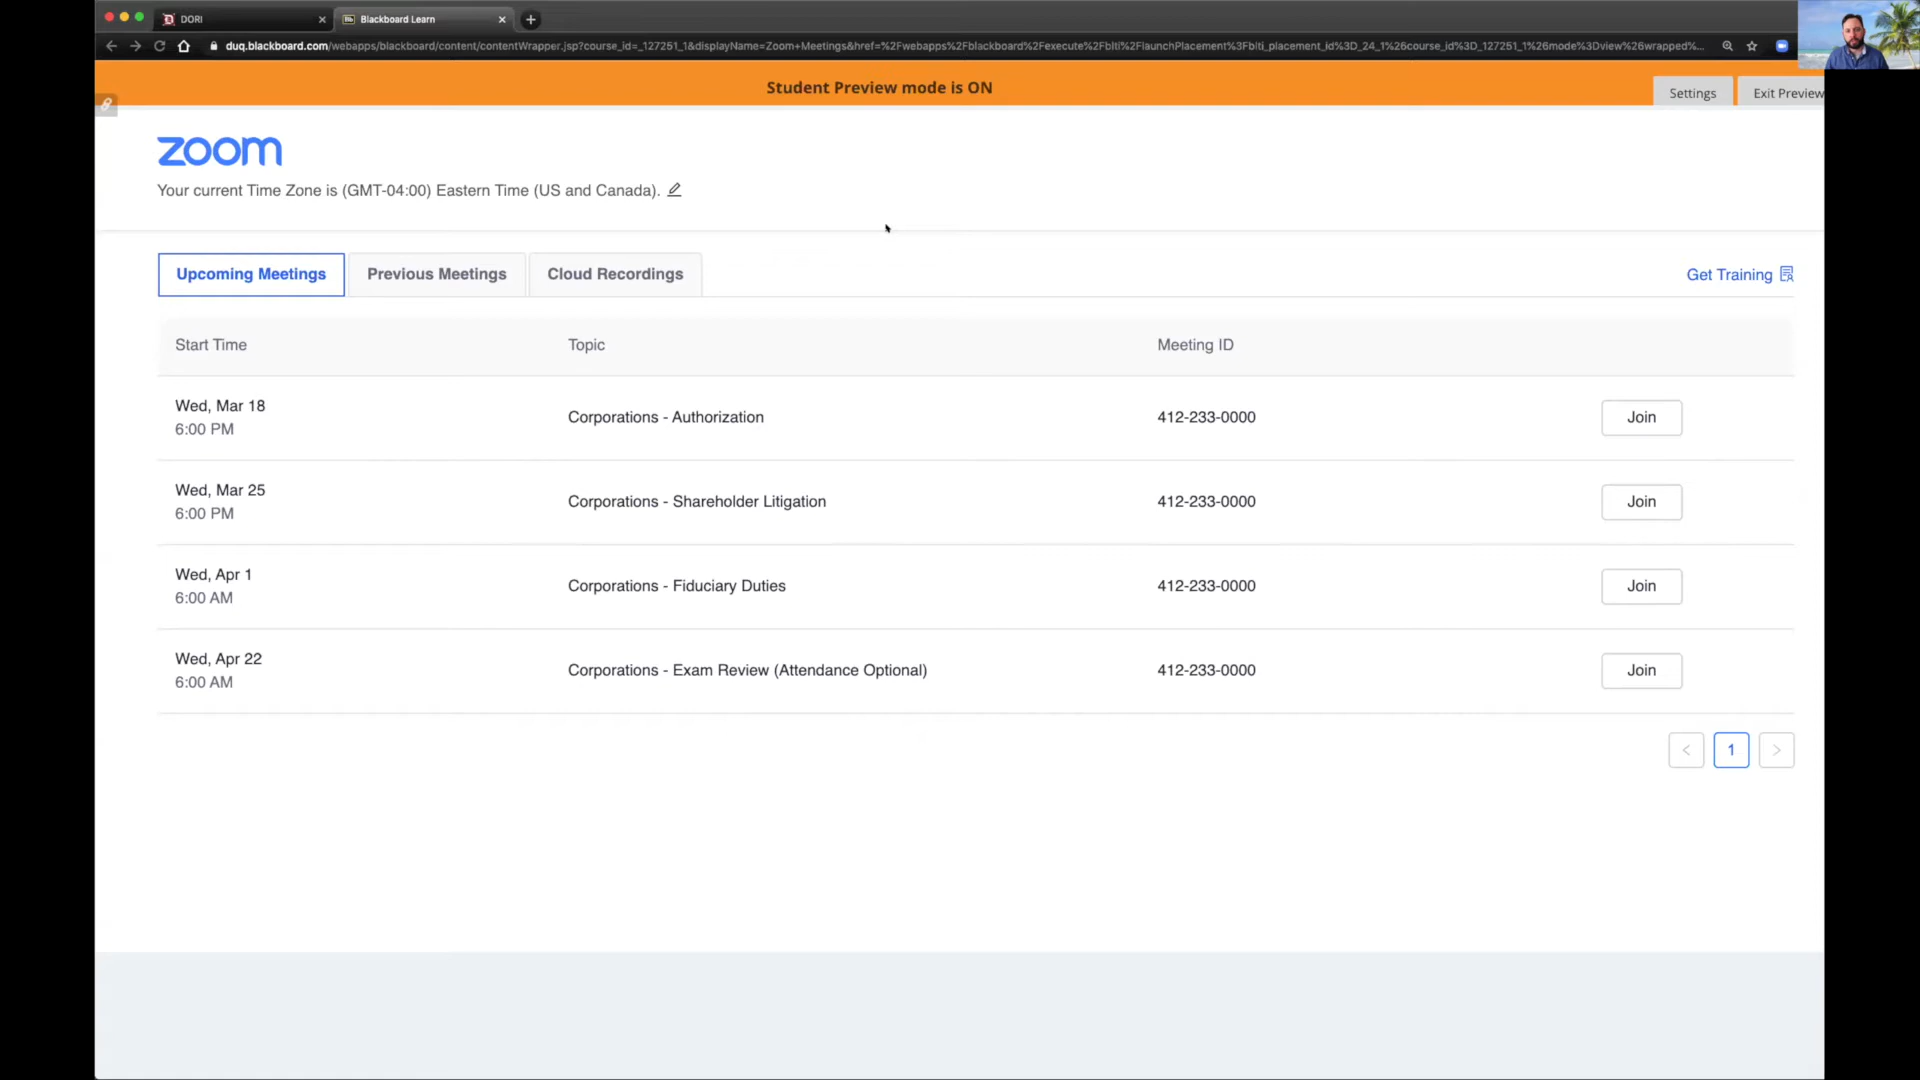 DORI
Blackboard Learn
duq.blackboard.com/webapps/blackboard/content/contentWrapper.jsp?course_id=_127251_1&displayName=Zoom+Meetings&href=%2Fwebapps%2Fblackboard%2Fexecute%2Fblti%2FlaunchPlacement%3Fblti_placement_id%3D_24_1%26course_id%3D_127251_1%26mode%3Dview%26wrapped%...
Student Preview mode is ON
Settings
Exit Preview
zoom
Your current Time Zone is (GMT-04:00) Eastern Time (US and Canada).
Upcoming Meetings
Previous Meetings
Cloud Recordings
Get Training
Start Time
Topic
Meeting ID
Wed, Mar 18
6:00 PM
Corporations - Authorization
412-233-0000
Join
Wed, Mar 25
6:00 PM
Corporations - Shareholder Litigation
412-233-0000
Join
Wed, Apr 1
6:00 AM
Corporations - Fiduciary Duties
412-233-0000
Join
Wed, Apr 22
6:00 AM
Corporations - Exam Review (Attendance Optional)
412-233-0000
Join
< 1 >